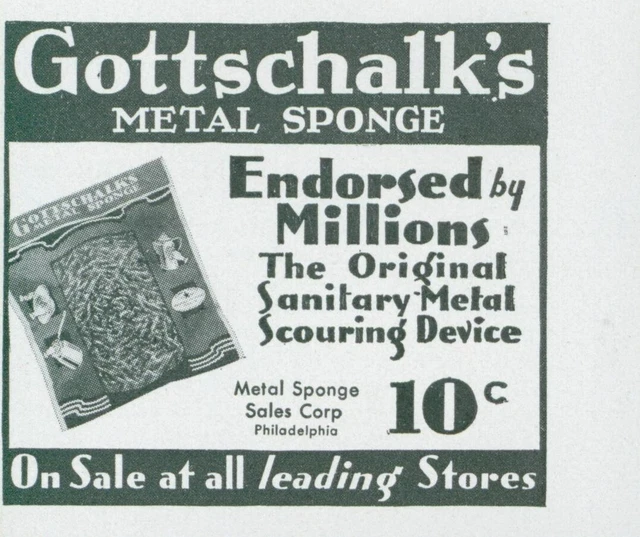 Gottschalk's
METAL SPONGE
GOTTSCHALKS
METAL SPONGE
Endorsed by
Millions
The Original
Sanitary Metal
Scouring Device
Metal Sponge
Sales Corp
Philadelphia
10c
On Sale at all leading Stores